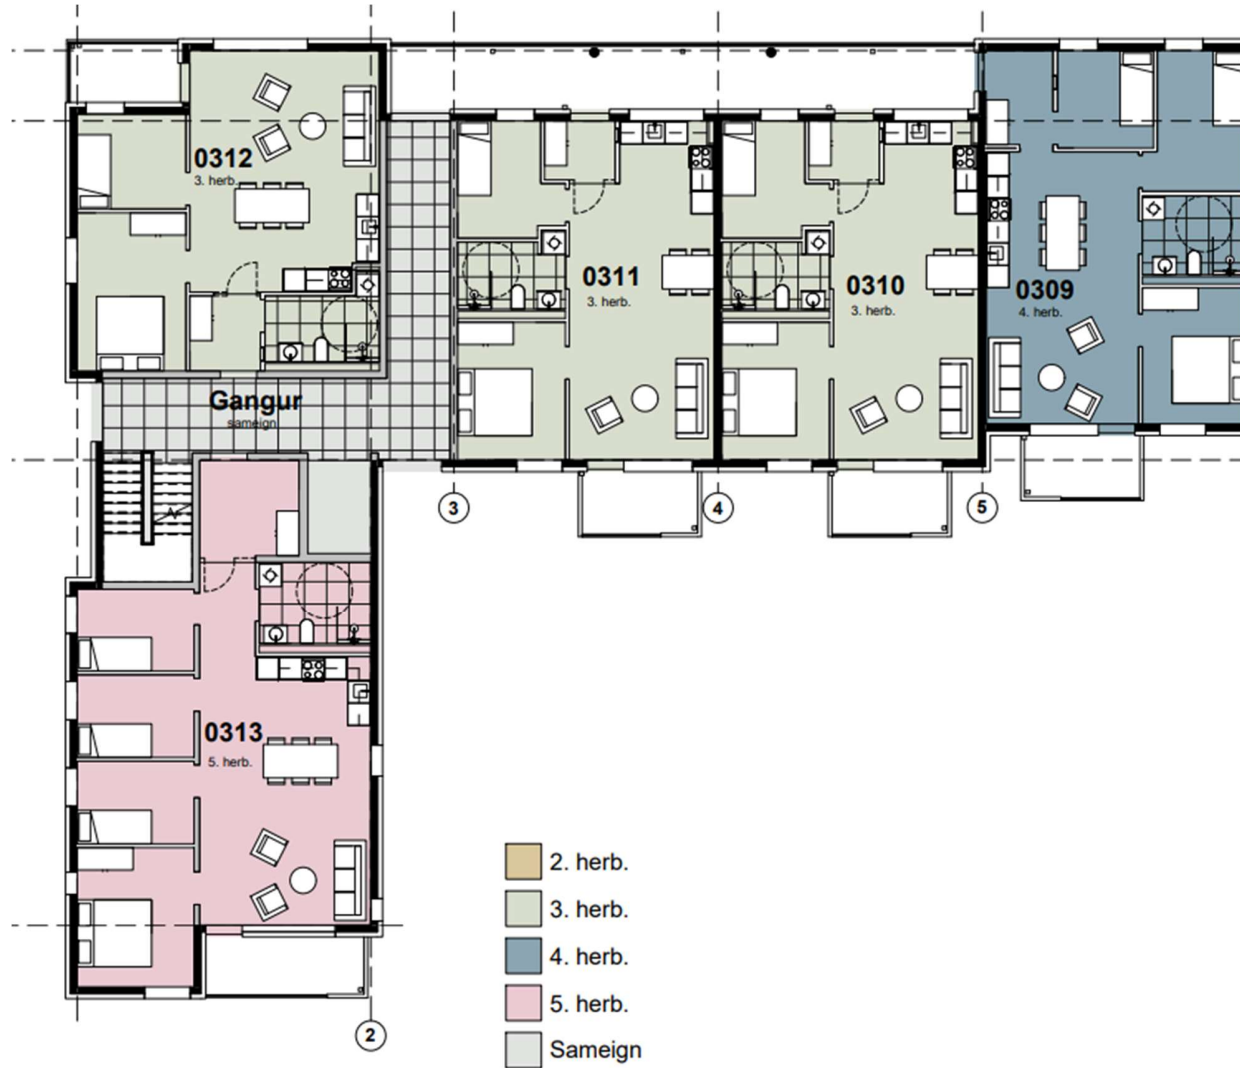 0312
3. herb.
0311
3. herb.
0310
3. herb.
0309
4. herb.
Gangur
sameign
3
4
5
0313
5. herb.
2. herb.
3. herb.
4. herb.
5. herb.
Sameign
2